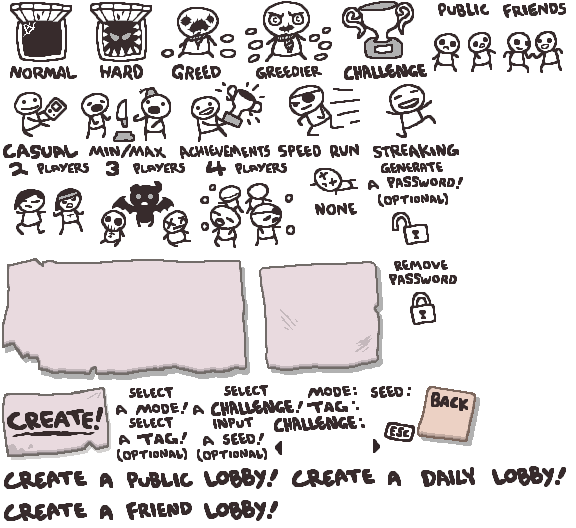 PUBLIC FRIENDS
NORMAL HARD GREED GREEDIER CHALLENGE
CASUAL MIN/MAX ACHIEVEMENTS SPEED RUN STREAKING
2 PLAYERS 3 PLAYERS 4 PLAYERS
NONE
GENERATE
A PASSWORD!
(OPTIONAL)
REMOVE
PASSWORD
CREATE!
SELECT
A MODE!
SELECT
A TAG!
(OPTIONAL)
SELECT
A CHALLENGE!
INPUT
A SEED!
(OPTIONAL)
MODE: SEED:
TAG:
CHALLENGE:
ESC
BACK
CREATE A PUBLIC LOBBY! CREATE A DAILY LOBBY!
CREATE A FRIEND LOBBY!